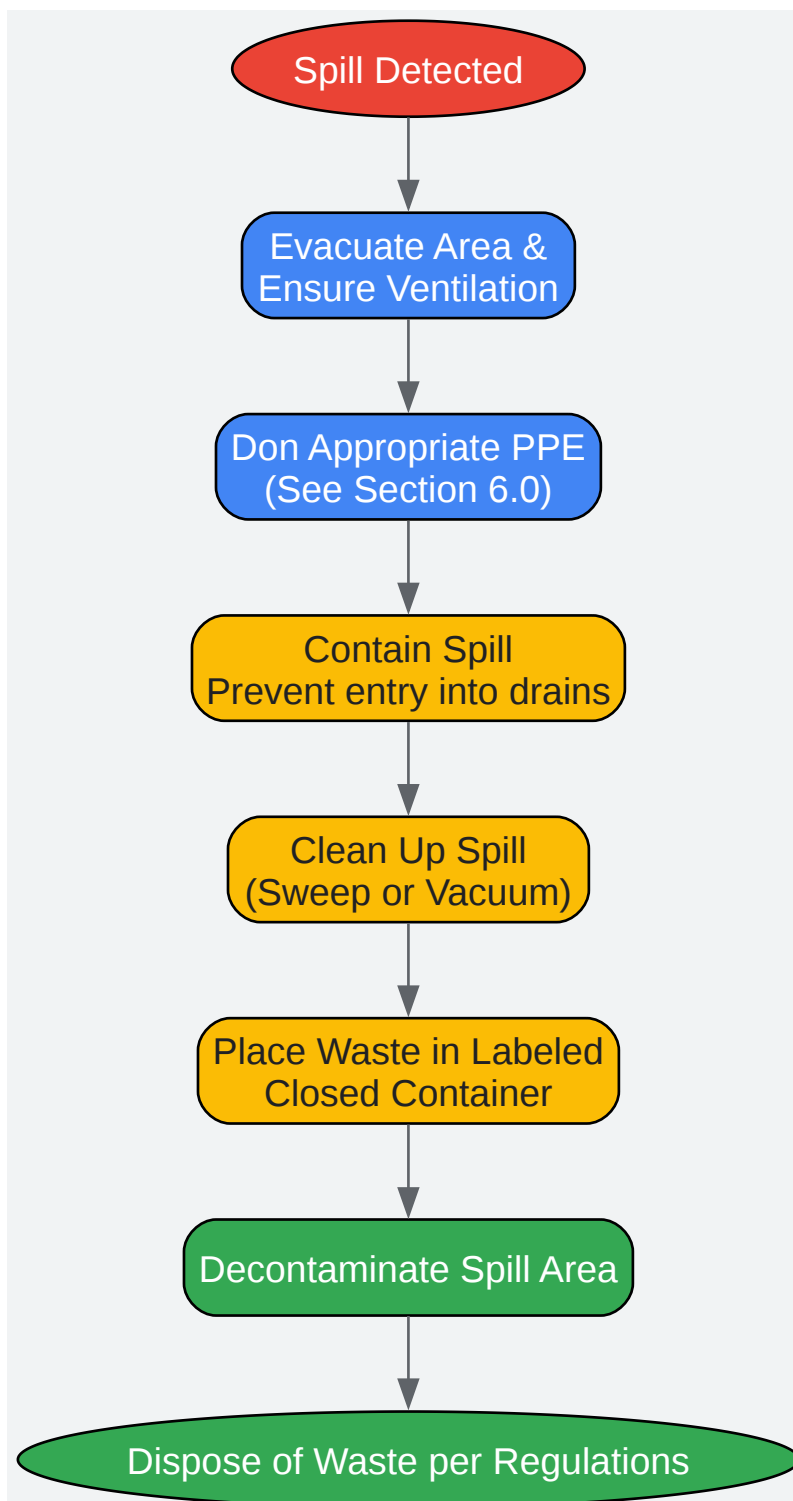 Spill Detected
Evacuate Area &
Ensure Ventilation
Don Appropriate PPE
(See Section 6.0)
Contain Spill
Prevent entry into drains
Clean Up Spill
(Sweep or Vacuum)
Place Waste in Labeled
Closed Container
Decontaminate Spill Area
Dispose of Waste per Regulations